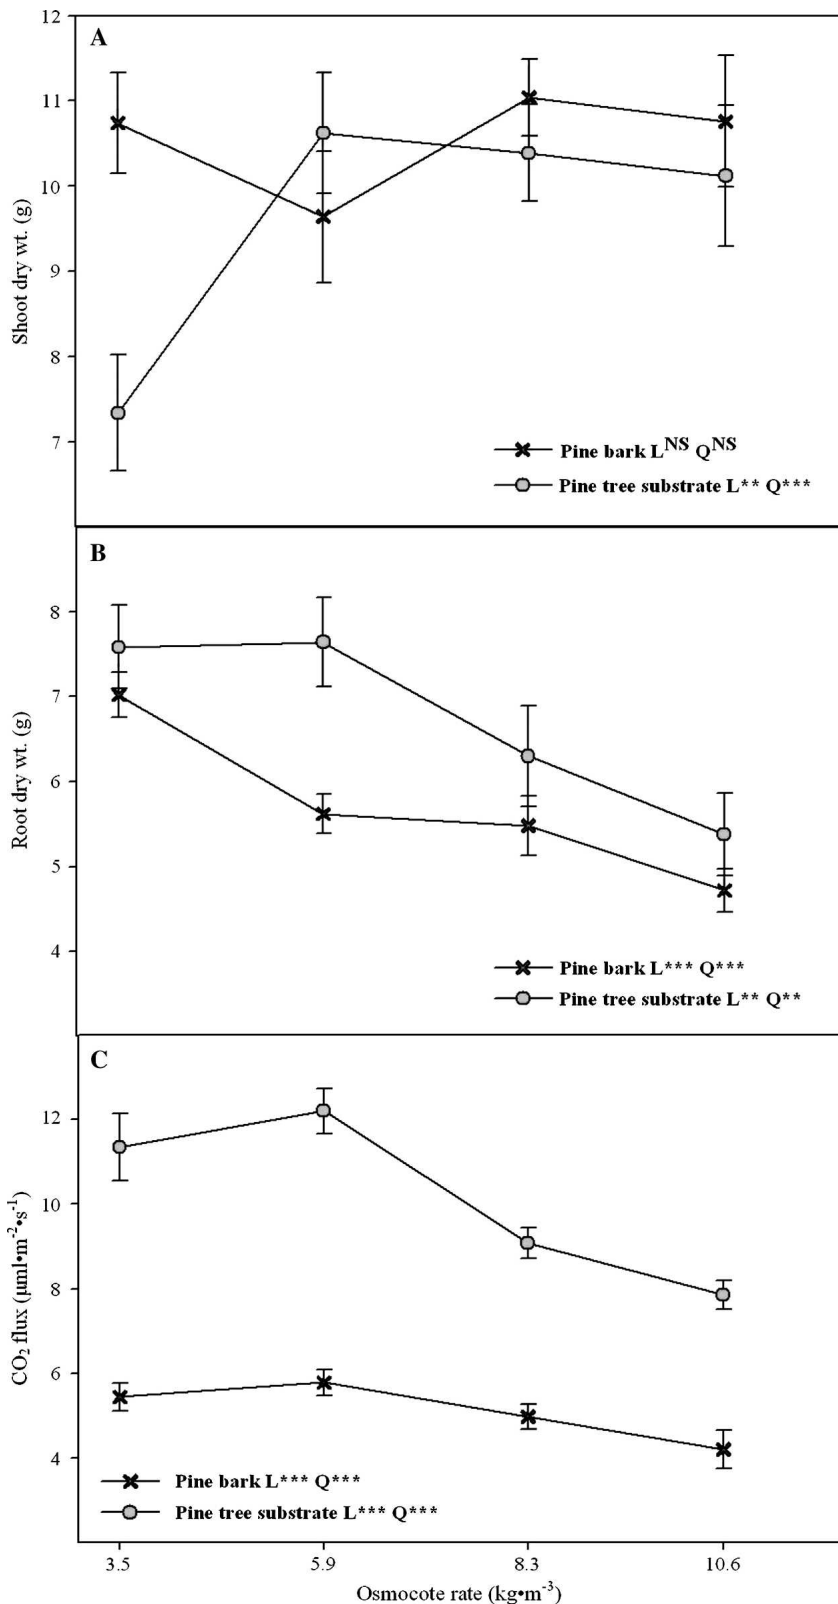 A
12
11
10
9
8
7
Shoot dry wt. (g)
Pine bark L^NS Q^NS
Pine tree substrate L** Q***
B
8
7
6
5
4
Root dry wt. (g)
Pine bark L*** Q***
Pine tree substrate L** Q**
C
12
10
8
6
4
CO₂ flux (µml•m⁻²•s⁻¹)
Pine bark L*** Q***
Pine tree substrate L*** Q***
3.5 5.9 8.3 10.6
Osmocote rate (kg•m⁻³)